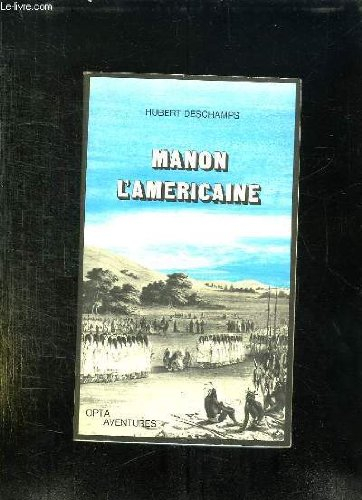 Le-livre.com
HUBERT DESCHAMPS
MANON
L'AMERICAINE
OPTA
AVENTURES